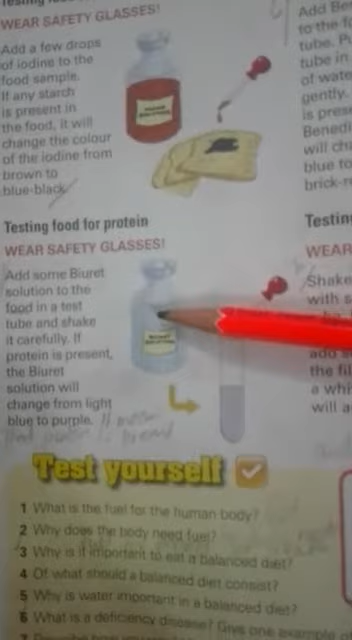 WEAR SAFETY GLASSES!
Add a few drops
of iodine to the
food sample.
If any starch
is present in
the food, it will
change the colour
of the iodine from
brown to
blue-black
Testing food for protein
WEAR SAFETY GLASSES!
Add some Biuret
solution to the
food in a test
tube and shake
it carefully. If
protein is present,
the Biuret
solution will
change from light
blue to purple.
to the
tube.
tube in
of wate
gently.
is prese
Benedi
will cha
blue to
brick-r
Testin
WEAR
Shake
with s
add s
the fil
a whi
will a
Test yourself
1 What is the fuel for the human body?
2 Why does the body need fuel?
3 Why is it important to eat a balanced diet?
4 Of what should a balanced diet consist?
5 Why is water important in a balanced diet?
6 What is a deficiency disease? Give one example